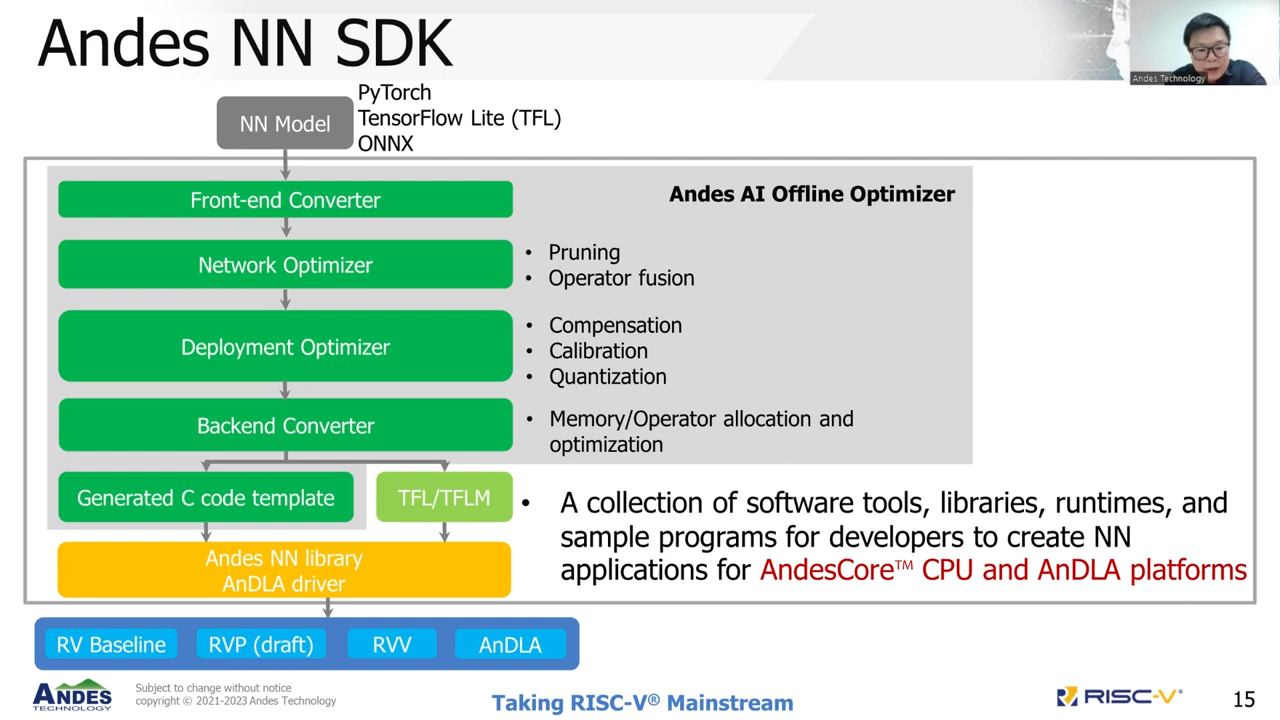 Andes NN SDK
Andes Technology
NN Model
PyTorch
TensorFlow Lite (TFL)
ONNX
Andes AI Offline Optimizer
Front-end Converter
Network Optimizer
• Pruning
• Operator fusion
Deployment Optimizer
• Compensation
• Calibration
• Quantization
Backend Converter
• Memory/Operator allocation and
optimization
Generated C code template
TFL/TFLM
• A collection of software tools, libraries, runtimes, and
sample programs for developers to create NN
applications for AndesCore™ CPU and AnDLA platforms
Andes NN library
AnDLA driver
RV Baseline
RVP (draft)
RVV
AnDLA
ANDES
TECHNOLOGY
Subject to change without notice
copyright © 2021-2023 Andes Technology
Taking RISC-V® Mainstream
RISC-V®
15